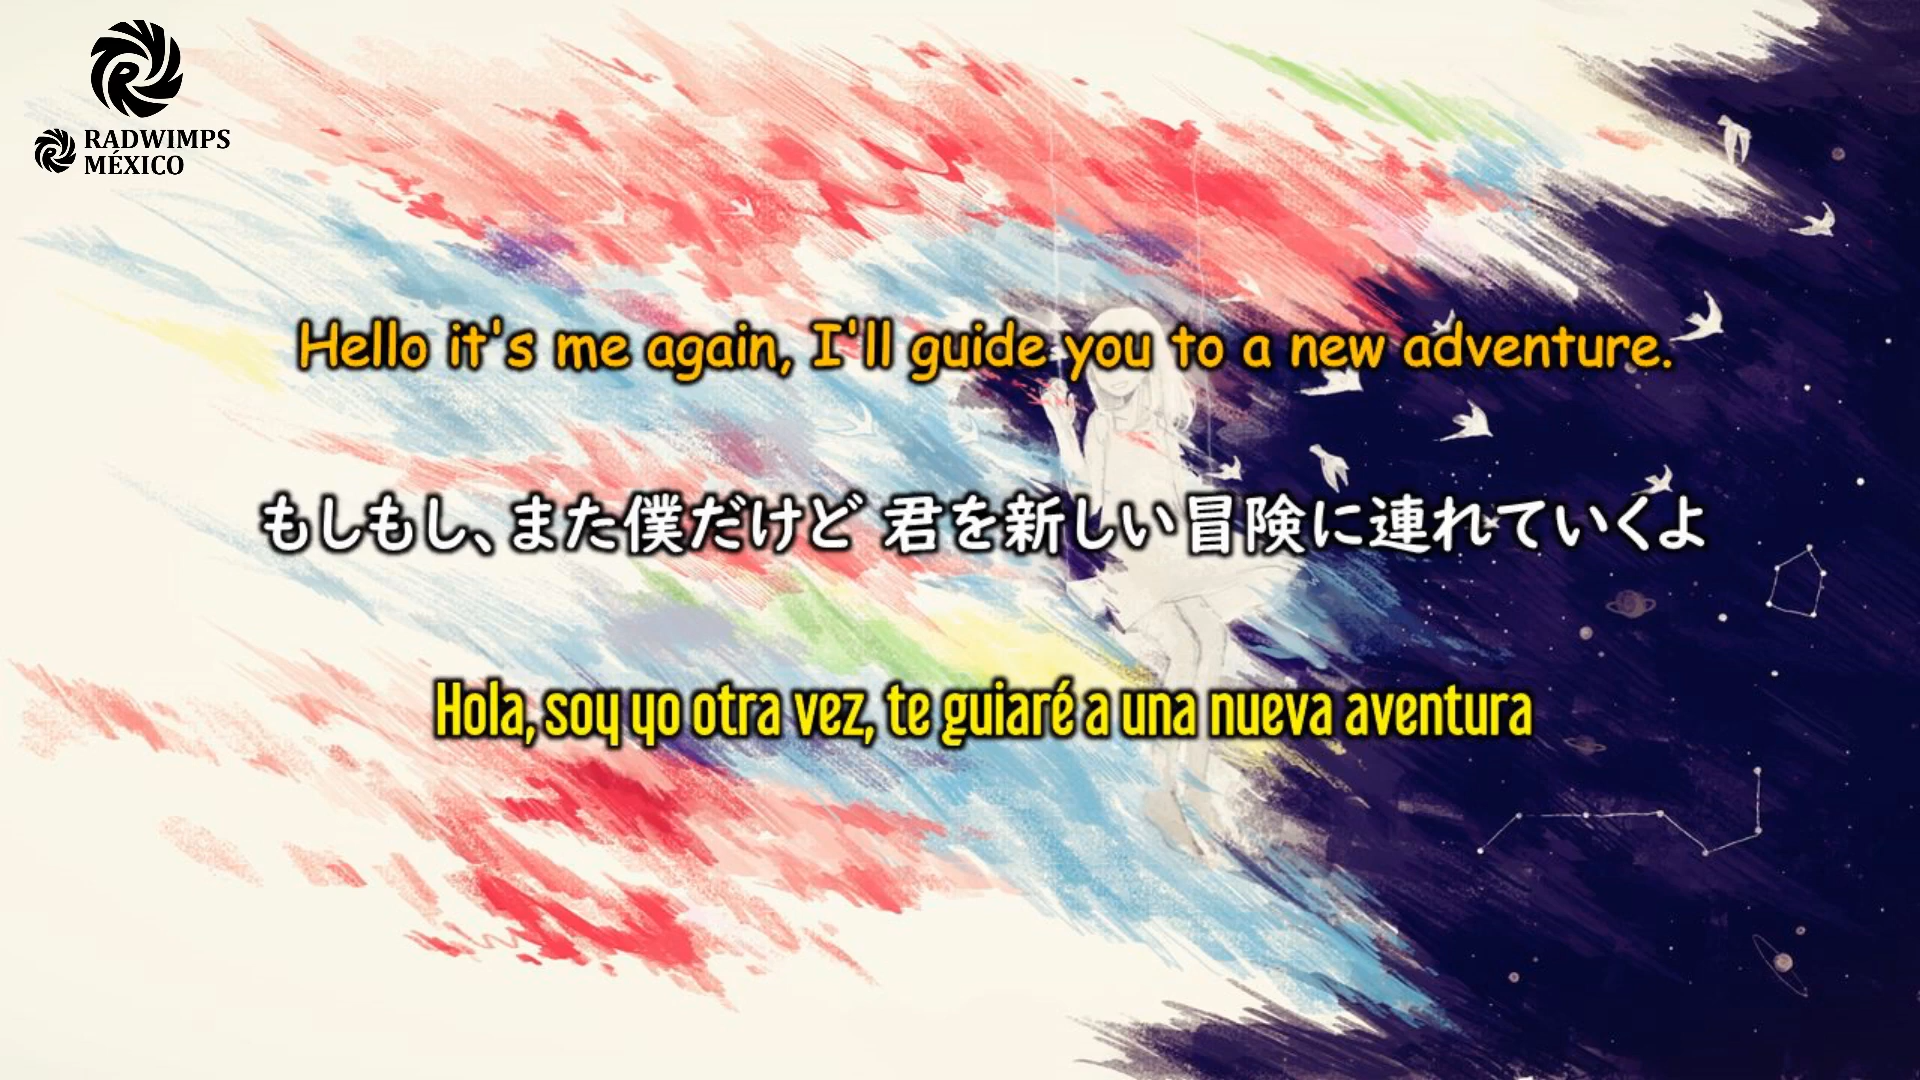 RADWIMPS
MÉXICO
Hello it's me again, I'll guide you to a new adventure.
もしもし、また僕だけど 君を新しい冒険に連れていくよ
Hola, soy yo otra vez, te guiaré a una nueva aventura